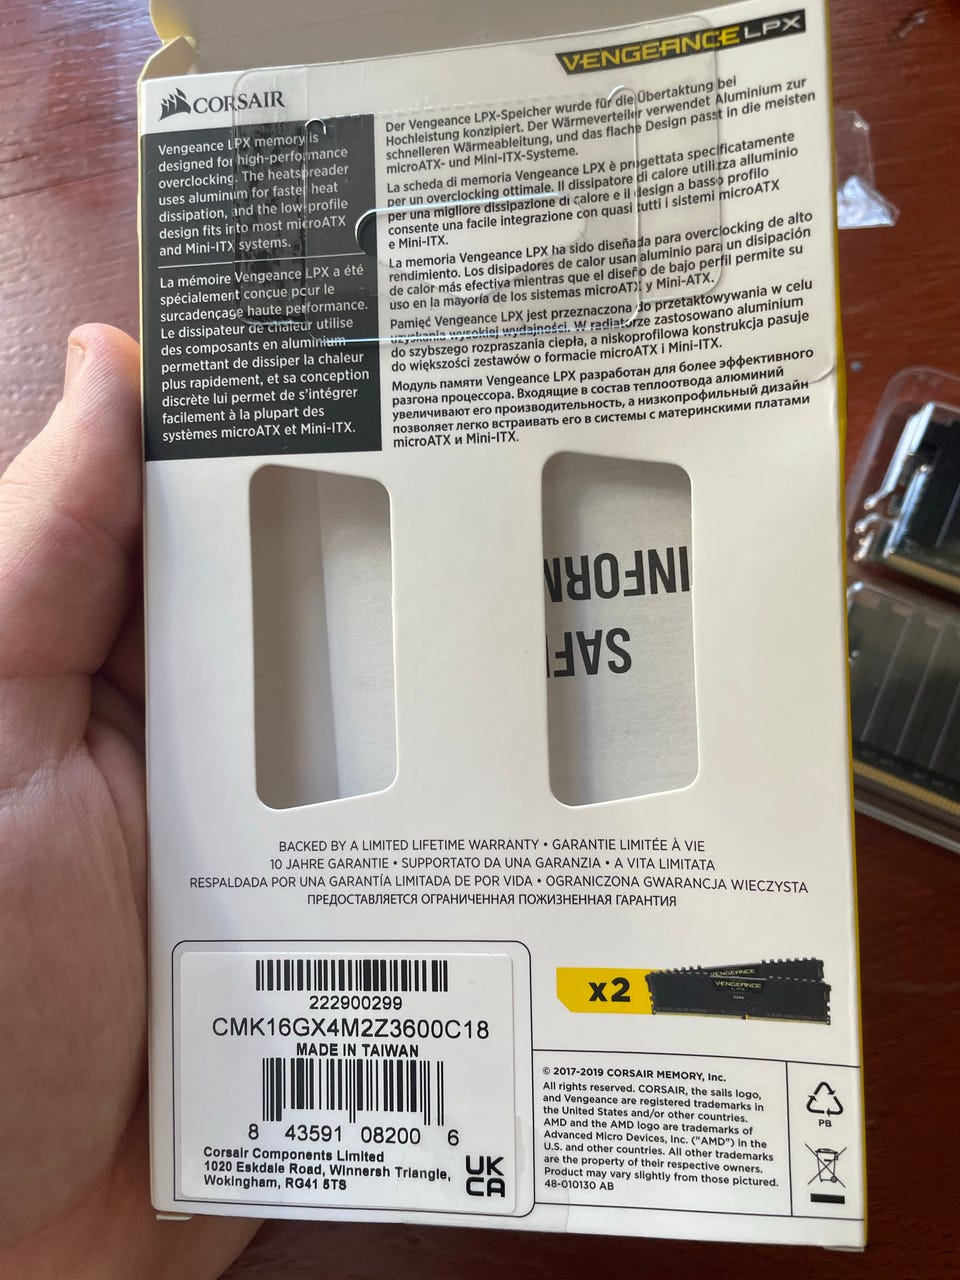 VENGEANCE LPX
CORSAIR
Vengeance LPX memory is
designed for high-performance
overclocking. The heatspreader
uses aluminum for faster heat
dissipation, and the low-profile
design fits into most microATX
and Mini-ITX systems.
La mémoire Vengeance LPX a été
spécialement conçue pour le
surcadençage haute performance.
Le dissipateur de chaleur utilise
des composants en aluminium
permettant de dissiper la chaleur
plus rapidement, et sa conception
discrète lui permet de s'intégrer
facilement à la plupart des
systèmes microATX et Mini-ITX.
Der Vengeance LPX-Speicher wurde für die Übertaktung bei
Hochleistung konzipiert. Der Wärmeverteiler verwendet Aluminium zur
schnelleren Wärmeableitung, und das flache Design passt in die meisten
microATX- und Mini-ITX-Systeme.
La scheda di memoria Vengeance LPX è progettata specificatamente
per un overclocking ottimale. Il dissipatore di calore utilizza alluminio
per una migliore dissipazione di calore e il design a basso profilo
consente una facile integrazione con quasi tutti i sistemi microATX
e Mini-ITX.
La memoria Vengeance LPX ha sido diseñada para overclocking de alto
rendimiento. Los disipadores de calor usan aluminio para un disipación
de calor más efectiva mientras que el diseño de bajo perfil permite su
uso en la mayoría de los sistemas microATX y Mini-ATX.
Pamięć Vengeance LPX jest przeznaczona do przetaktowywania w celu
uzyskania wysokiej wydajności. W radiatorze zastosowano aluminium
do szybszego rozpraszania ciepła, a niskoprofilowa konstrukcja pasuje
do większości zestawów o formacie microATX i Mini-ITX.
Модуль памяти Vengeance LPX разработан для более эффективного
разгона процессора. Входящие в состав теплоотвода алюминий
увеличивают его производительность, а низкопрофильный дизайн
позволяет легко встраивать его в системы с материнскими платами
microATX и Mini-ITX.
INFORM
SAF
BACKED BY A LIMITED LIFETIME WARRANTY • GARANTIE LIMITÉE À VIE
10 JAHRE GARANTIE • SUPPORTATO DA UNA GARANZIA • A VITA LIMITATA
RESPALDADA POR UNA GARANTÍA LIMITADA DE POR VIDA • OGRANICZONA GWARANCJA WIECZYSTA
ПРЕДОСТАВЛЯЕТСЯ ОГРАНИЧЕННАЯ ПОЖИЗНЕННАЯ ГАРАНТИЯ
222900299
CMK16GX4M2Z3600C18
MADE IN TAIWAN
8 43591 08200 6
Corsair Components Limited
1020 Eskdale Road, Winnersh Triangle,
Wokingham, RG41 5TS
UK
CA
x2
VENGEANCE
VENGEANCE
LPX
DDR4
© 2017-2019 CORSAIR MEMORY, Inc.
All rights reserved. CORSAIR, the sails logo,
and Vengeance are registered trademarks in
the United States and/or other countries.
AMD and the AMD logo are trademarks of
Advanced Micro Devices, Inc. ("AMD") in the
U.S. and other countries. All other trademarks
are the property of their respective owners.
Product may vary slightly from those pictured.
48-010130 AB
PB